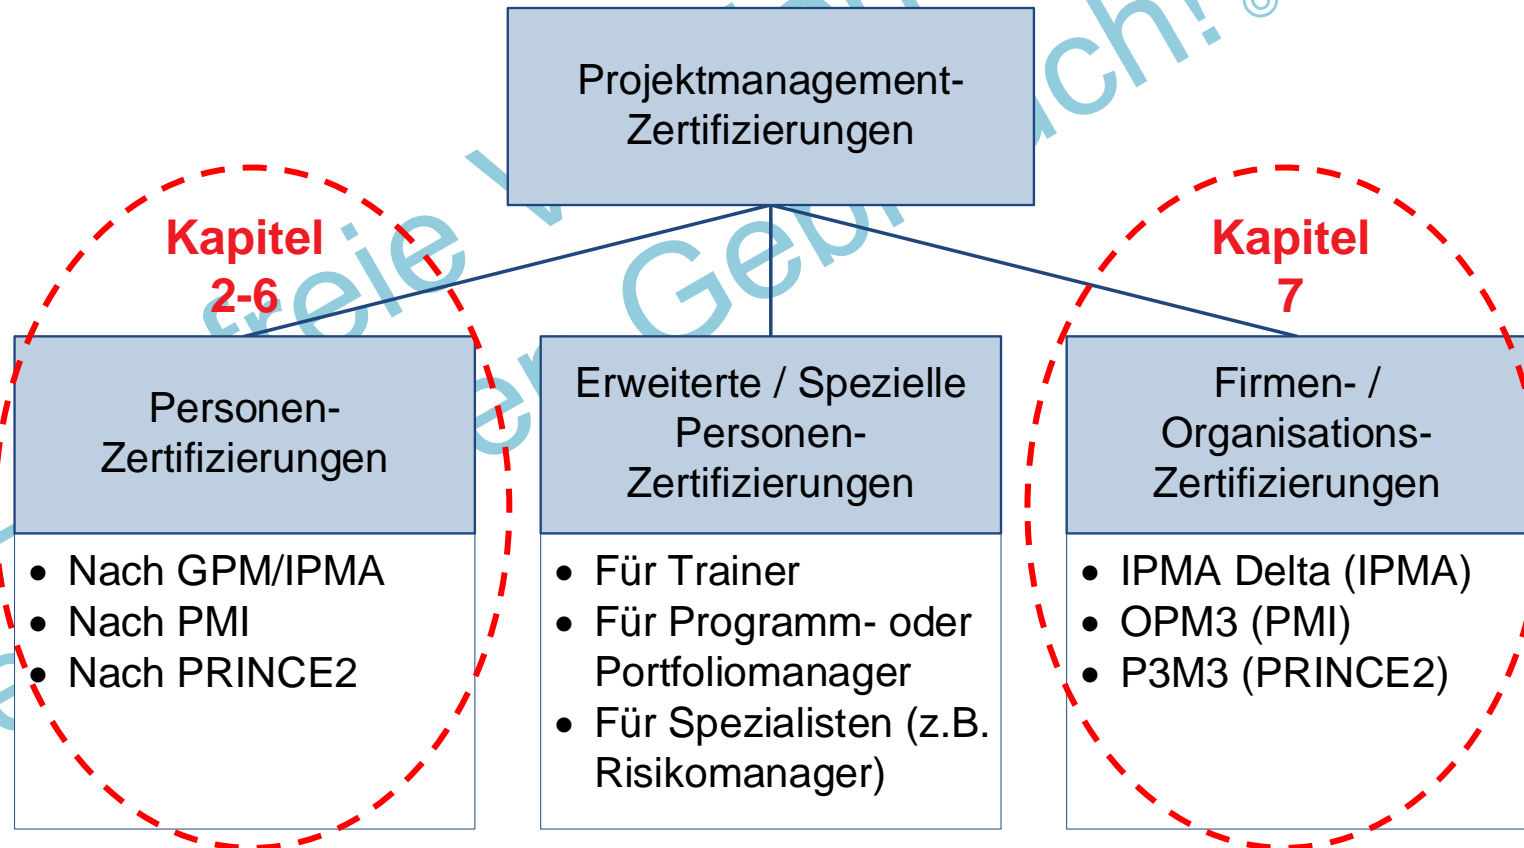 Projektmanagement-
Zertifizierungen
Kapitel
2-6
Kapitel
7
Personen-
Zertifizierungen
• Nach GPM/IPMA
• Nach PMI
• Nach PRINCE2
Erweiterte / Spezielle
Personen-
Zertifizierungen
• Für Trainer
• Für Programm- oder
Portfoliomanager
• Für Spezialisten (z.B.
Risikomanager)
Firmen- /
Organisations-
Zertifizierungen
• IPMA Delta (IPMA)
• OPM3 (PMI)
• P3M3 (PRINCE2)
freie